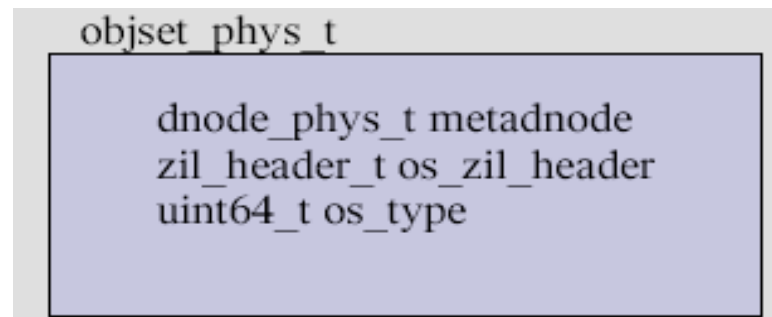 objset_phys_t
dnode_phys_t metadnode
zil_header_t os_zil_header
uint64_t os_type